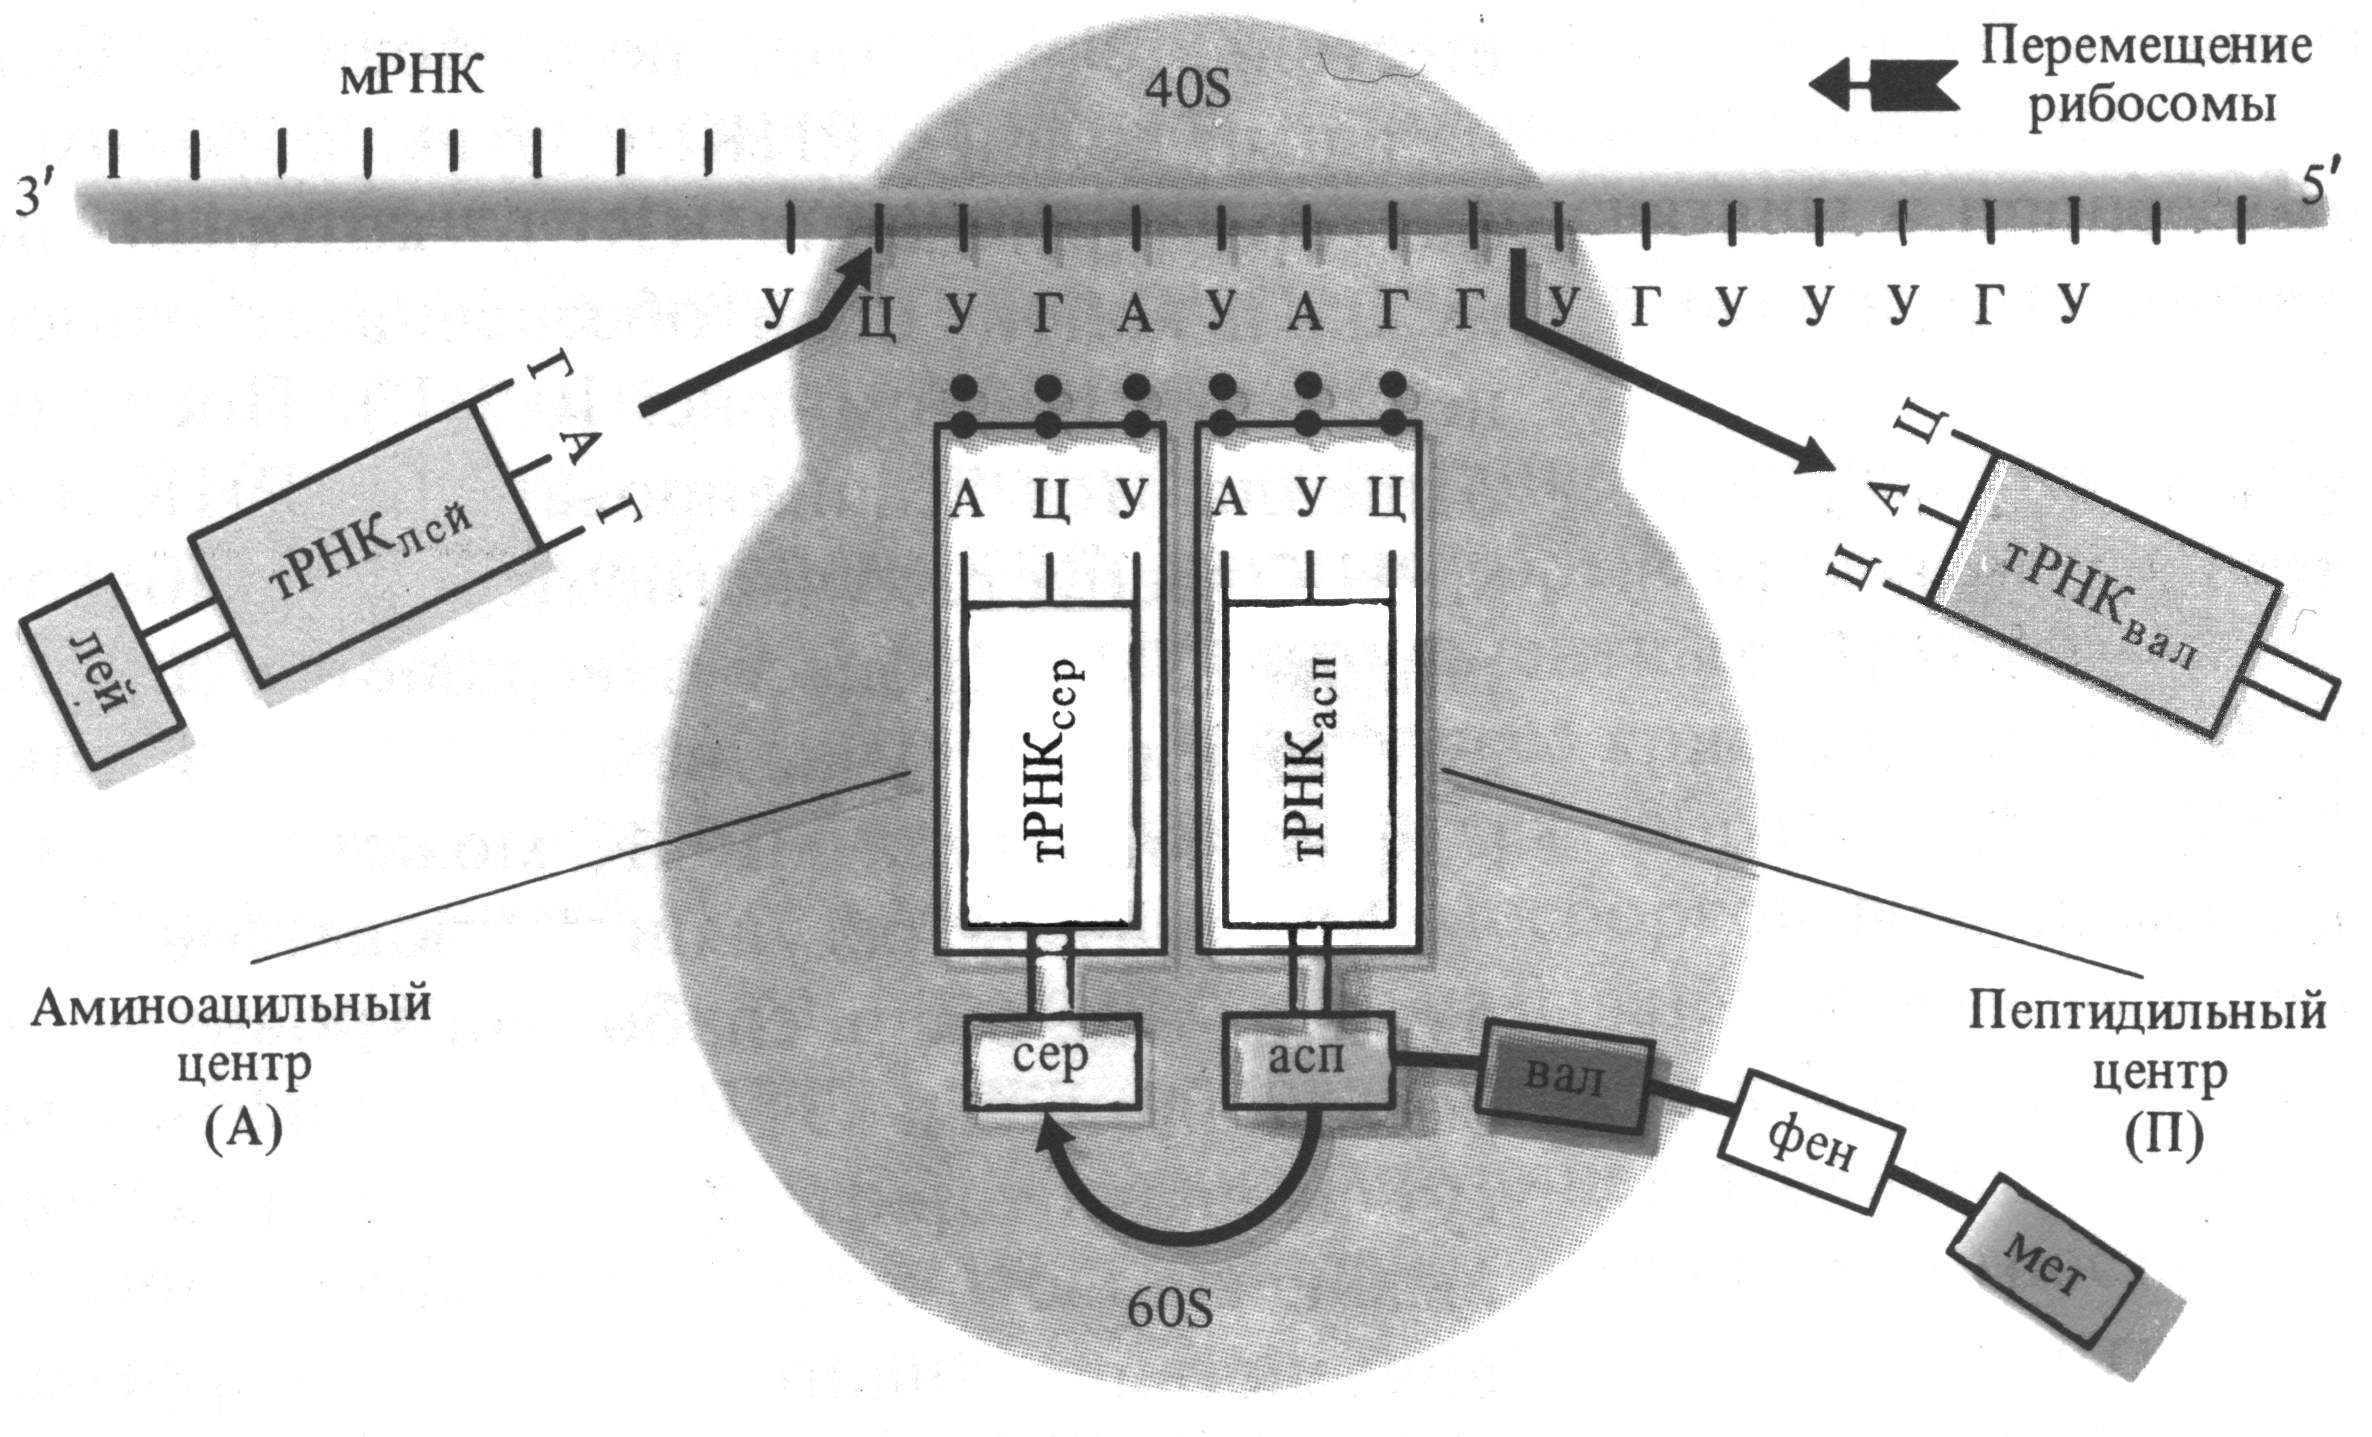 мРНК
40S
Перемещение
рибосомы
3′
5′
У Ц У Г А У А Г Г У Г У У У Г У
Г
А
Г
тРНКлей
лей
А Ц У
А У Ц
тРНКсер
тРНКасп
Ц
А
Ц
тРНКвал
Аминоацильный
центр
(А)
Пептидильный
центр
(П)
сер
асп
вал
фен
мет
60S